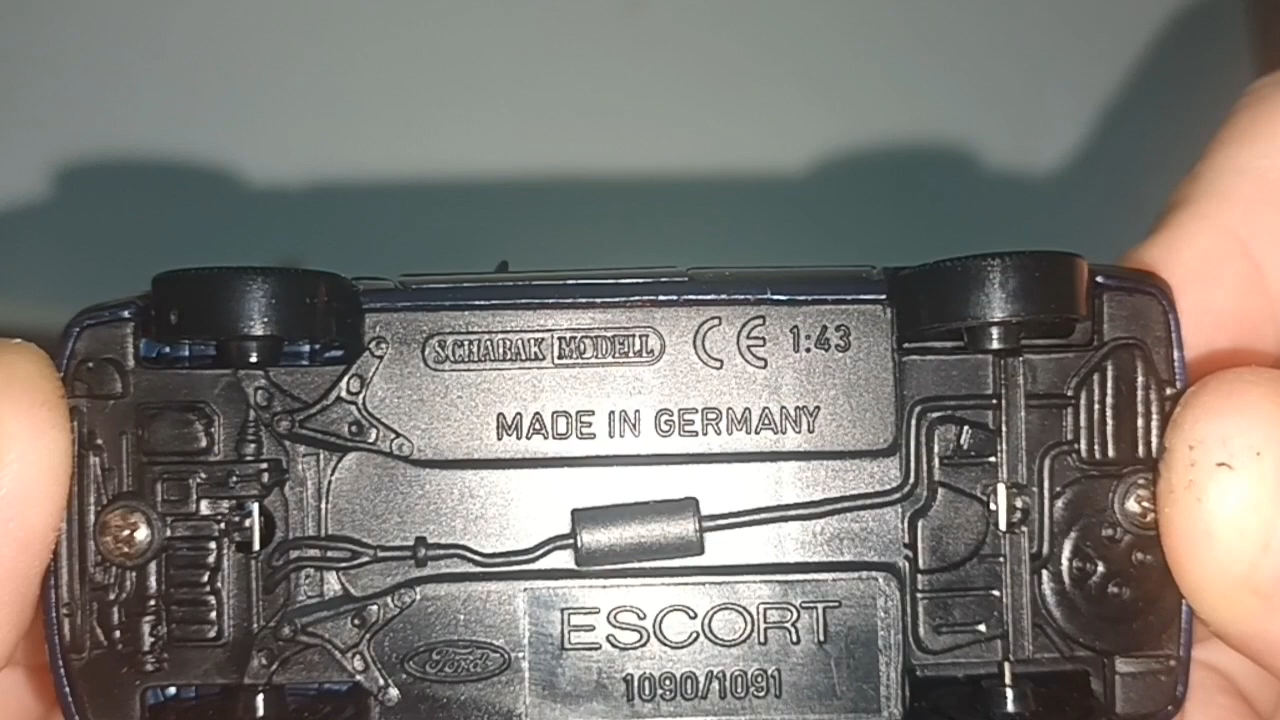 SCHABAK MODELL CE 1:43
MADE IN GERMANY
ESCORT
Ford
1090/1091